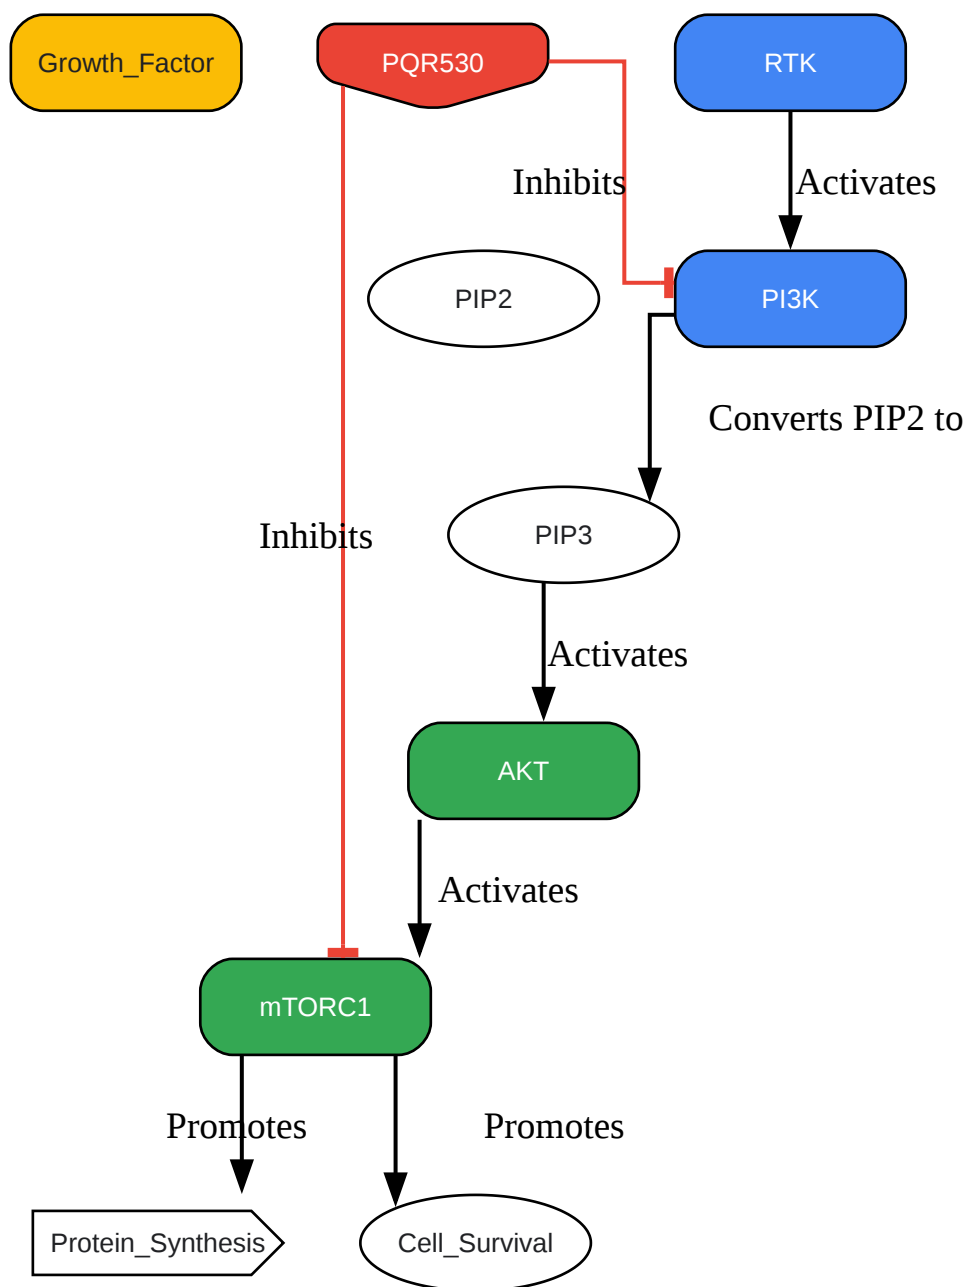 Growth_Factor
PQR530
RTK
Inhibits
Activates
PIP2
PI3K
Converts PIP2 to
Inhibits
PIP3
Activates
AKT
Activates
mTORC1
Promotes
Promotes
Protein_Synthesis
Cell_Survival